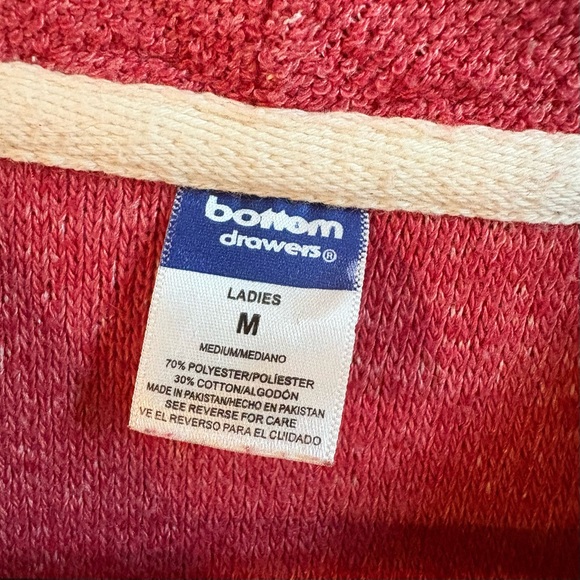 bottom
drawers®
LADIES
M
MEDIUM/MEDIANO
70% POLYESTER/POLÍESTER
30% COTTON/ALGODÓN
MADE IN PAKISTAN/HECHO EN PAKISTAN
SEE REVERSE FOR CARE
VE EL REVERSO PARA EL CUIDADO